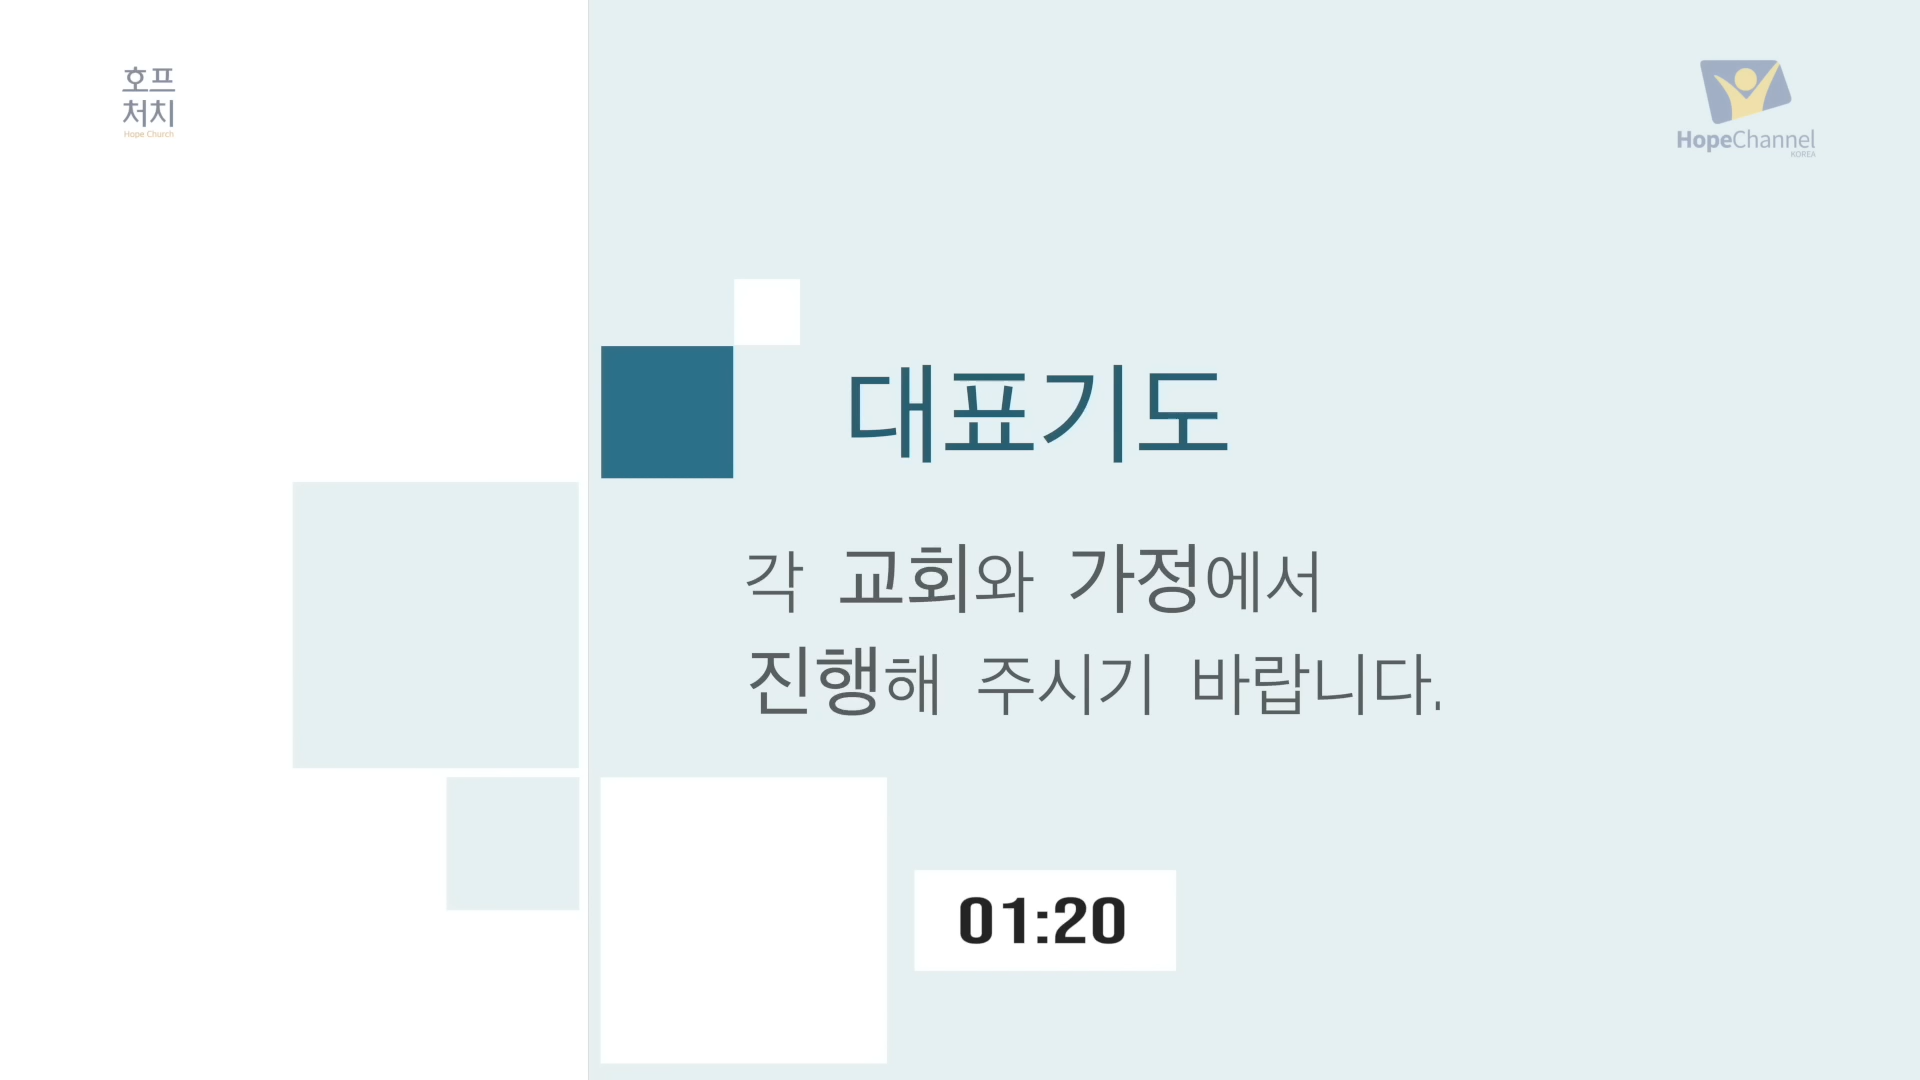 호프
처치
Hope Church
HopeChannel
KOREA
대표기도
각 교회와 가정에서
진행해 주시기 바랍니다.
01:20